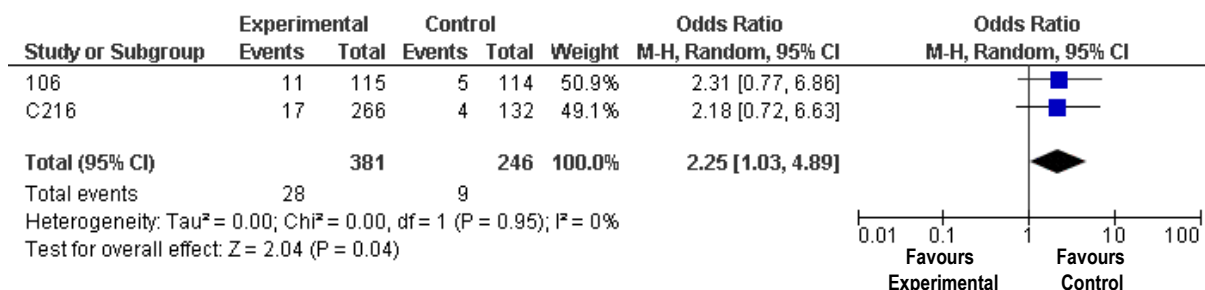 Experimental Control Odds Ratio Odds Ratio
Study or Subgroup Events Total Events Total Weight M-H, Random, 95% CI M-H, Random, 95% CI
106 11 115 5 114 50.9% 2.31 [0.77, 6.86]
C216 17 266 4 132 49.1% 2.18 [0.72, 6.63]
Total (95% CI) 381 246 100.0% 2.25 [1.03, 4.89]
Total events 28 9
Heterogeneity: Tau² = 0.00; Chi² = 0.00, df = 1 (P = 0.95); I² = 0%
Test for overall effect: Z = 2.04 (P = 0.04)
0.01 0.1 1 10 100
Favours Favours
Experimental Control